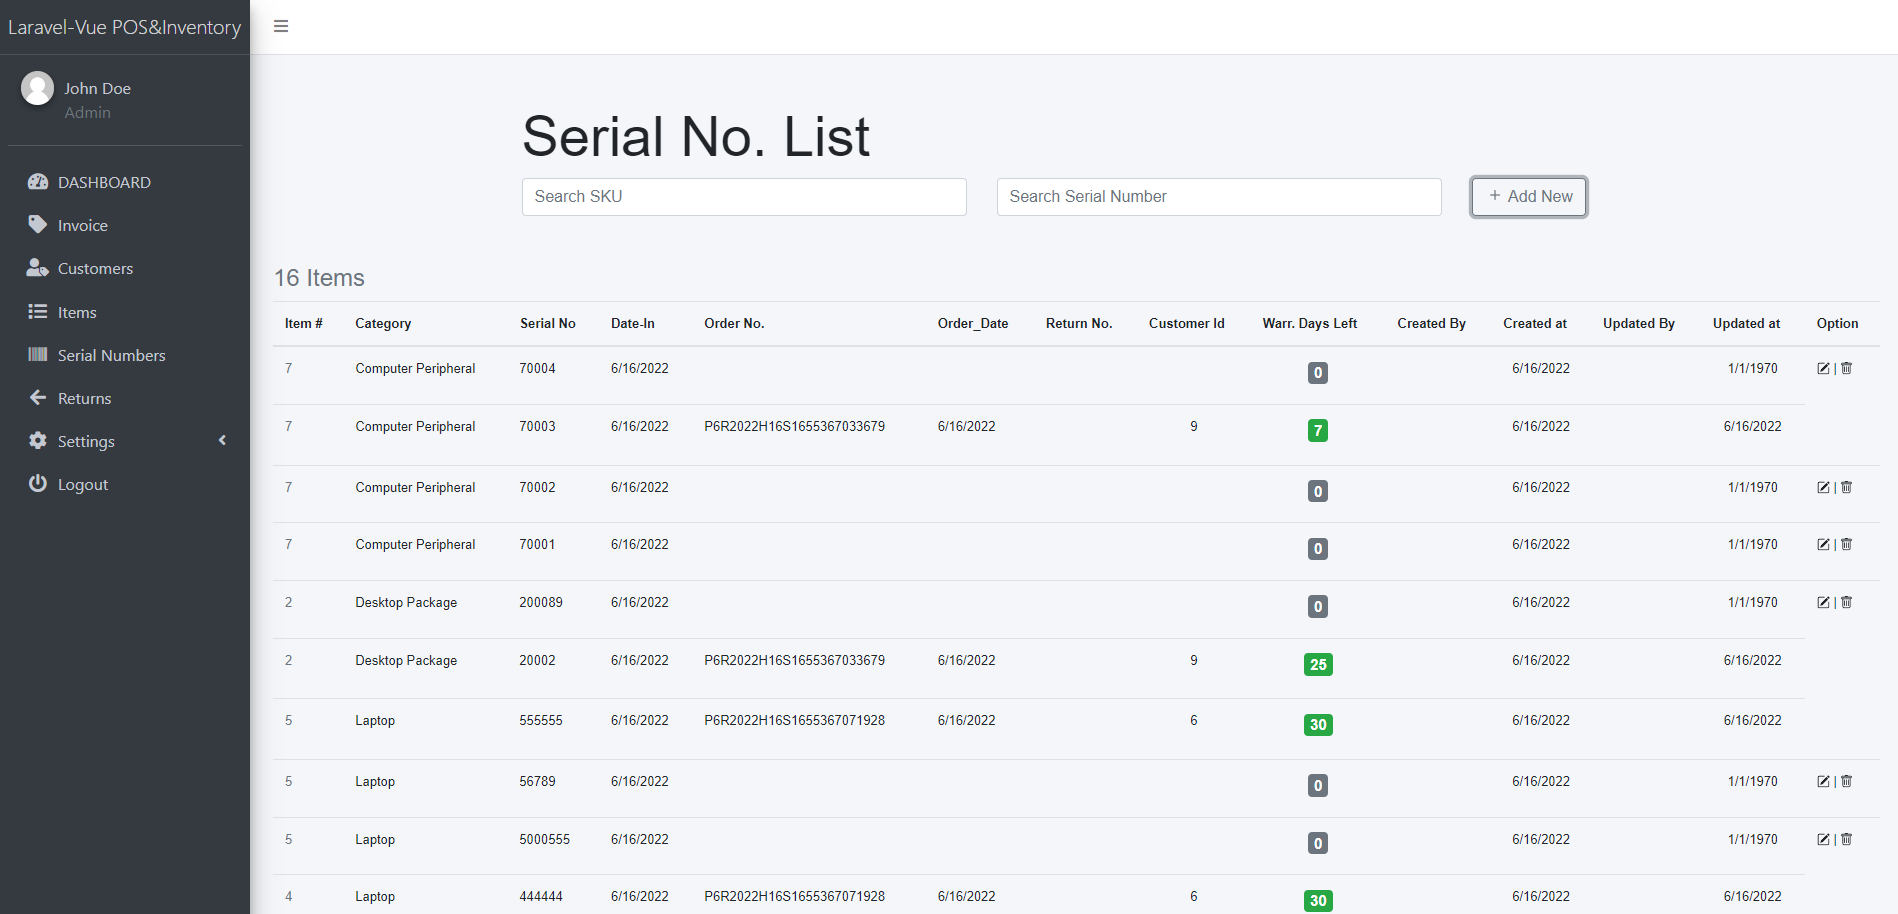 Laravel-Vue POS&Inventory
John Doe
Admin
DASHBOARD
Invoice
Customers
Items
Serial Numbers
Returns
Settings
Logout
Serial No. List
Search SKU
Search Serial Number
+ Add New
16 Items
Item # Category Serial No Date-In Order No. Order_Date Return No. Customer Id Warr. Days Left Created By Created at Updated By Updated at Option
7 Computer Peripheral 70004 6/16/2022 0 6/16/2022 1/1/1970 |
7 Computer Peripheral 70003 6/16/2022 P6R2022H16S1655367033679 6/16/2022 9 7 6/16/2022 6/16/2022
7 Computer Peripheral 70002 6/16/2022 0 6/16/2022 1/1/1970 |
7 Computer Peripheral 70001 6/16/2022 0 6/16/2022 1/1/1970 |
2 Desktop Package 200089 6/16/2022 0 6/16/2022 1/1/1970 |
2 Desktop Package 20002 6/16/2022 P6R2022H16S1655367033679 6/16/2022 9 25 6/16/2022 6/16/2022
5 Laptop 555555 6/16/2022 P6R2022H16S1655367071928 6/16/2022 6 30 6/16/2022 6/16/2022
5 Laptop 56789 6/16/2022 0 6/16/2022 1/1/1970 |
5 Laptop 5000555 6/16/2022 0 6/16/2022 1/1/1970 |
4 Laptop 444444 6/16/2022 P6R2022H16S1655367071928 6/16/2022 6 30 6/16/2022 6/16/2022